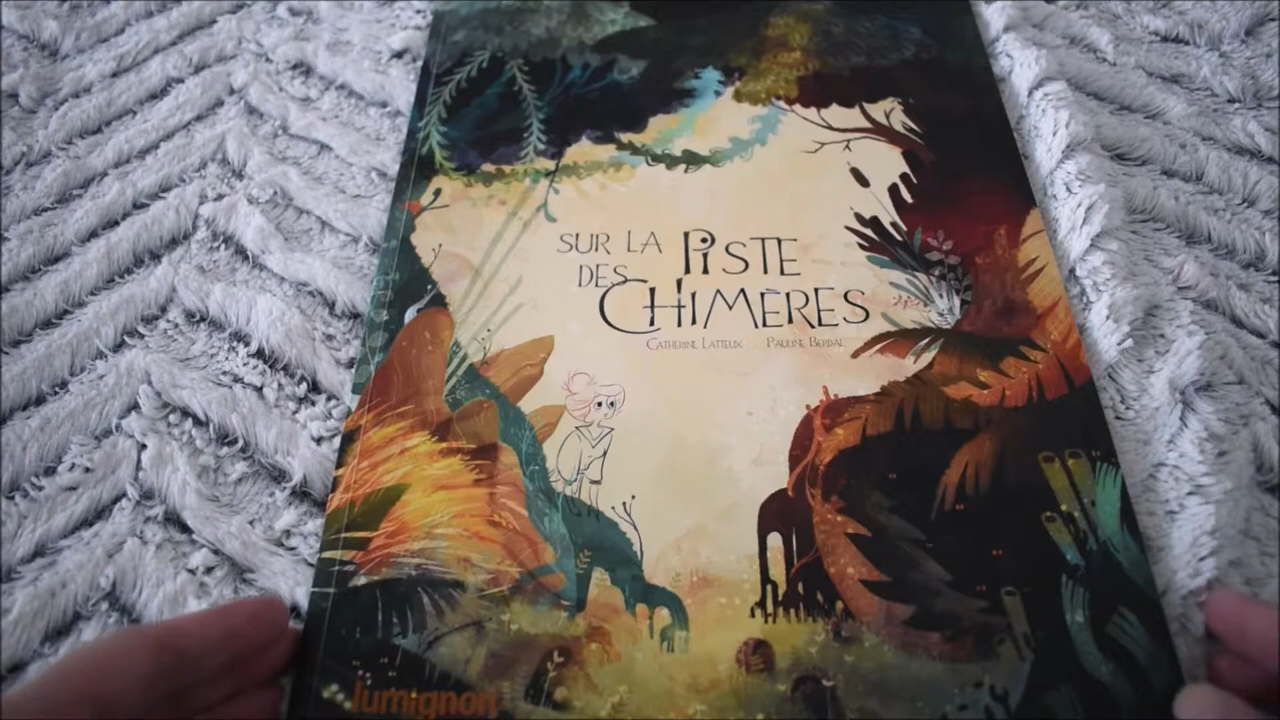 SUR LA PISTE
DES CHIMÈRES
CATHERINE LATTEUX PAULINE BERDAL
lumignon